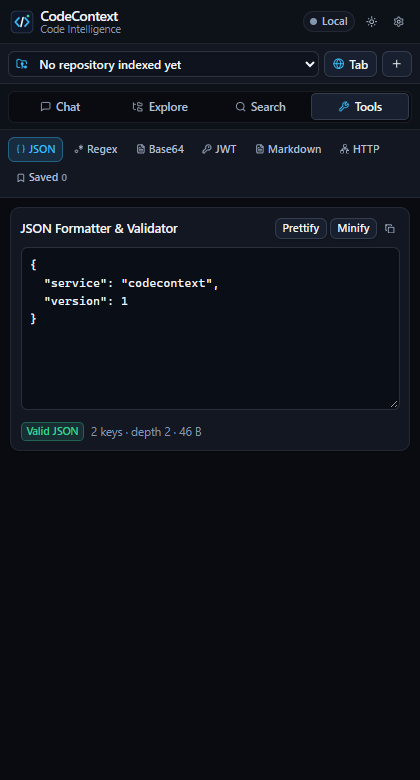 CodeContext
Code Intelligence
Local
No repository indexed yet
Tab
+
Chat
Explore
Search
Tools
{ } JSON
.* Regex
Base64
JWT
Markdown
HTTP
Saved 0
JSON Formatter & Validator
Prettify
Minify
{
  "service": "codecontext",
  "version": 1
}
Valid JSON
2 keys · depth 2 · 46 B